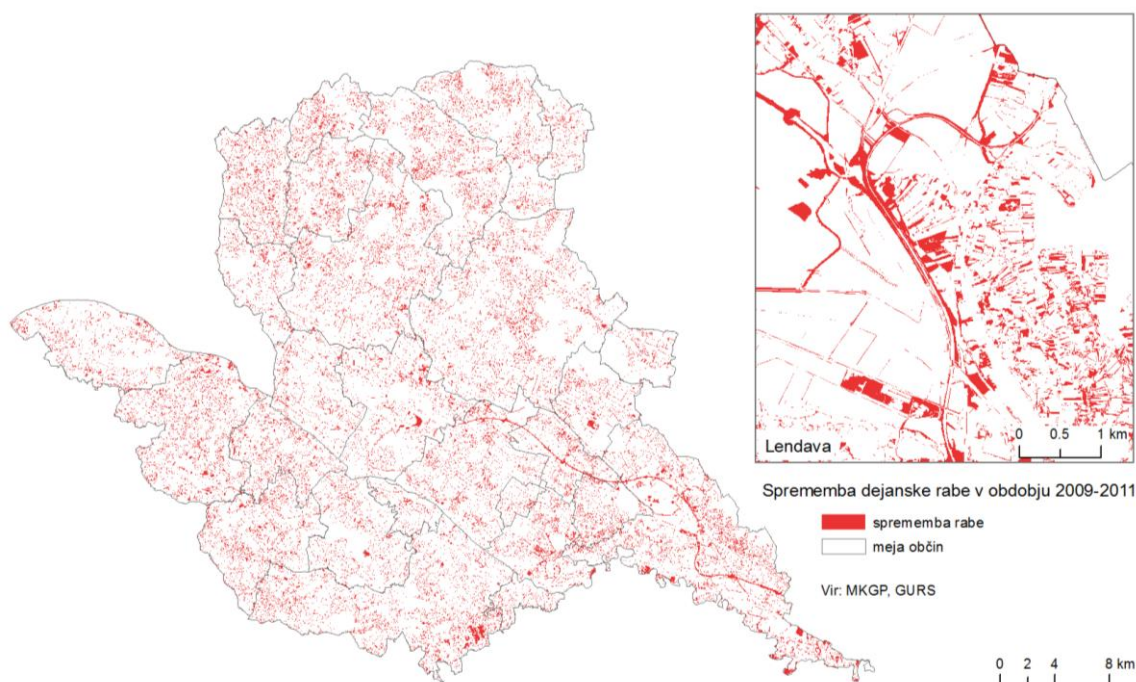 Lendava
0 0.5 1 km
Sprememba dejanske rabe v obdobju 2009-2011
sprememba rabe
meja občin
Vir: MKGP, GURS
0 2 4 8 km